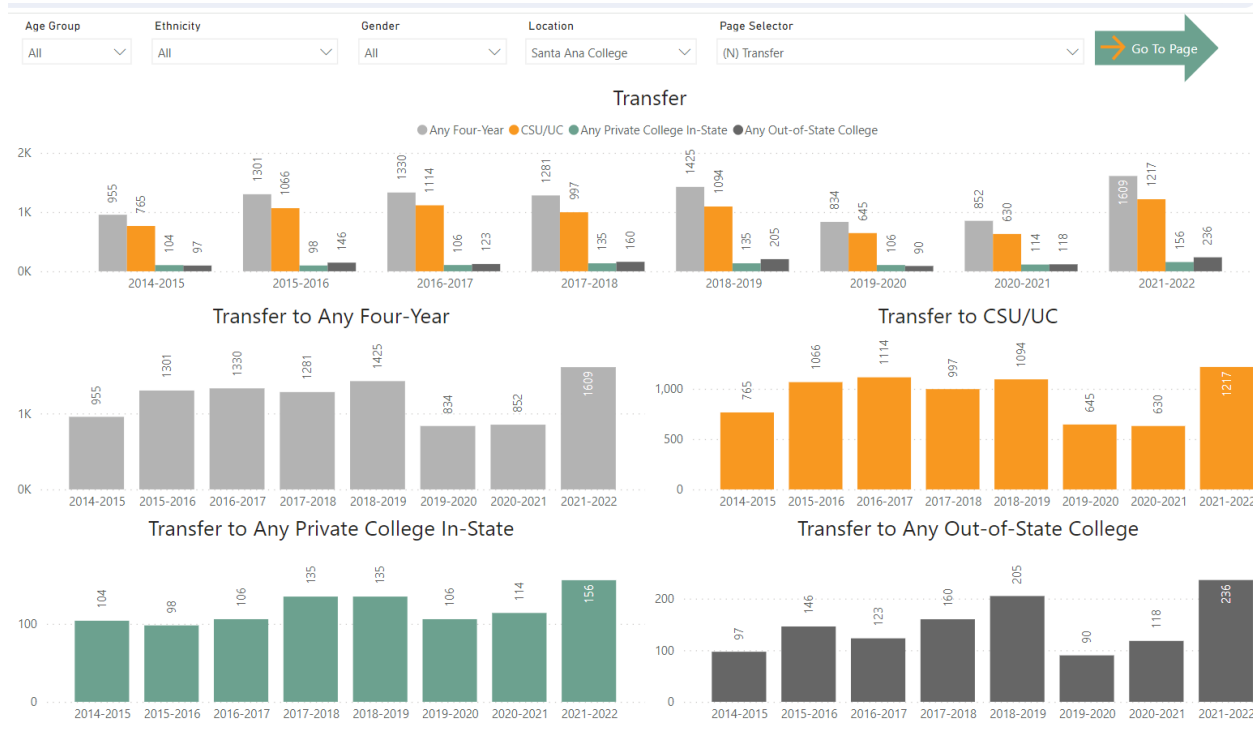 Age Group Ethnicity Gender Location Page Selector
All All All Santa Ana College (N) Transfer Go To Page
Transfer
Any Four-Year CSU/UC Any Private College In-State Any Out-of-State College
2K
1K
0K
955 765 104 97
1301 1066 98 146
1330 1114 106 123
1281 997 135 160
1425 1094 135 205
834 645 106 90
852 630 114 118
1609 1217 156 236
2014-2015 2015-2016 2016-2017 2017-2018 2018-2019 2019-2020 2020-2021 2021-2022
Transfer to Any Four-Year
1K
0K
955 1301 1330 1281 1425 834 852 1609
2014-2015 2015-2016 2016-2017 2017-2018 2018-2019 2019-2020 2020-2021 2021-2022
Transfer to CSU/UC
1,000
500
0
765 1066 1114 997 1094 645 630 1217
2014-2015 2015-2016 2016-2017 2017-2018 2018-2019 2019-2020 2020-2021 2021-2022
Transfer to Any Private College In-State
100
0
104 98 106 135 135 106 114 156
2014-2015 2015-2016 2016-2017 2017-2018 2018-2019 2019-2020 2020-2021 2021-2022
Transfer to Any Out-of-State College
200
100
0
97 146 123 160 205 90 118 236
2014-2015 2015-2016 2016-2017 2017-2018 2018-2019 2019-2020 2020-2021 2021-2022